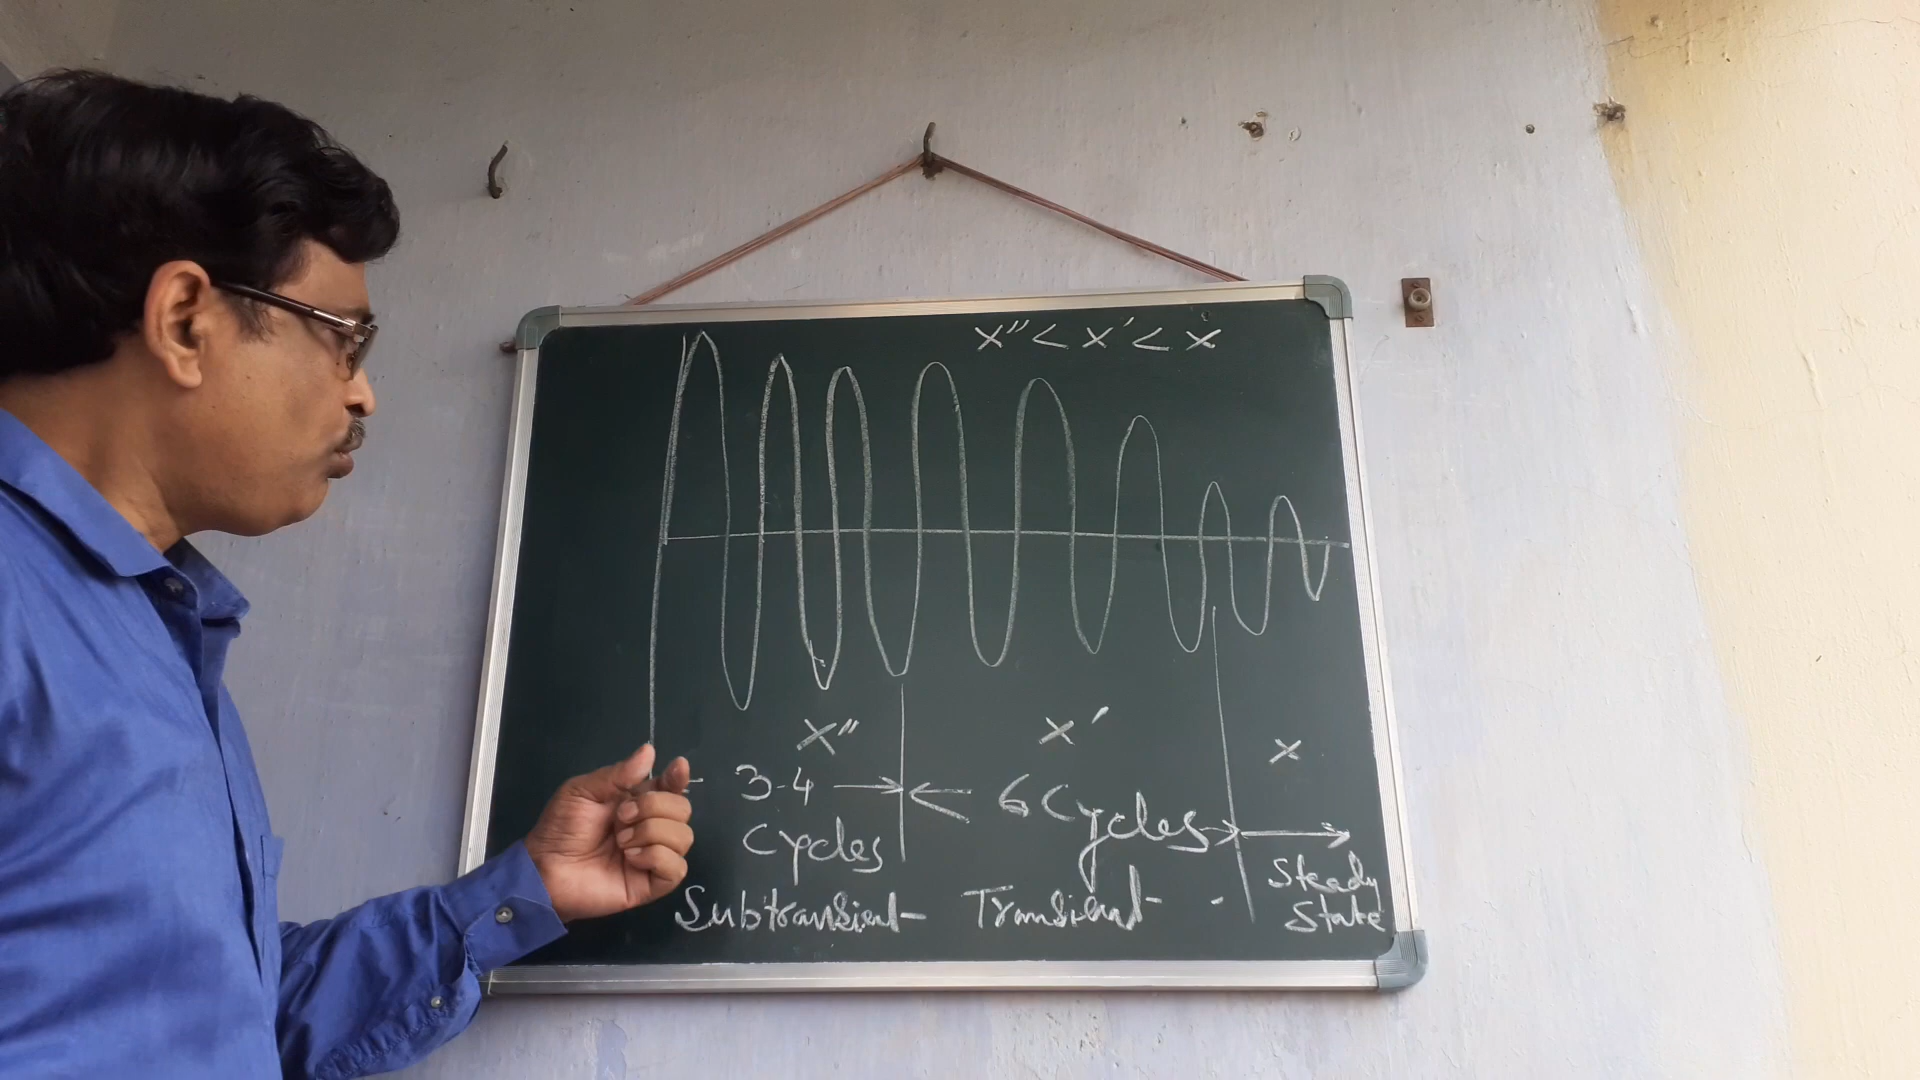 x'' < x' < x
x'' x' x
3-4 6 Cycles
Cycles
Subtransient Transient Steady
State